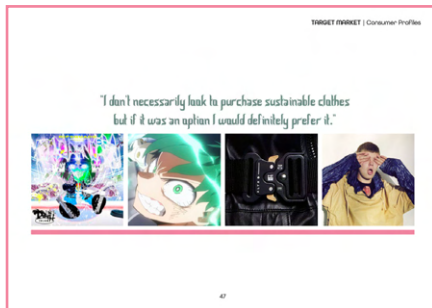 TARGET MARKET | Consumer Profiles
"I don't necessarily look to purchase sustainable clothes
but if it was an option I would definitely prefer it."
47